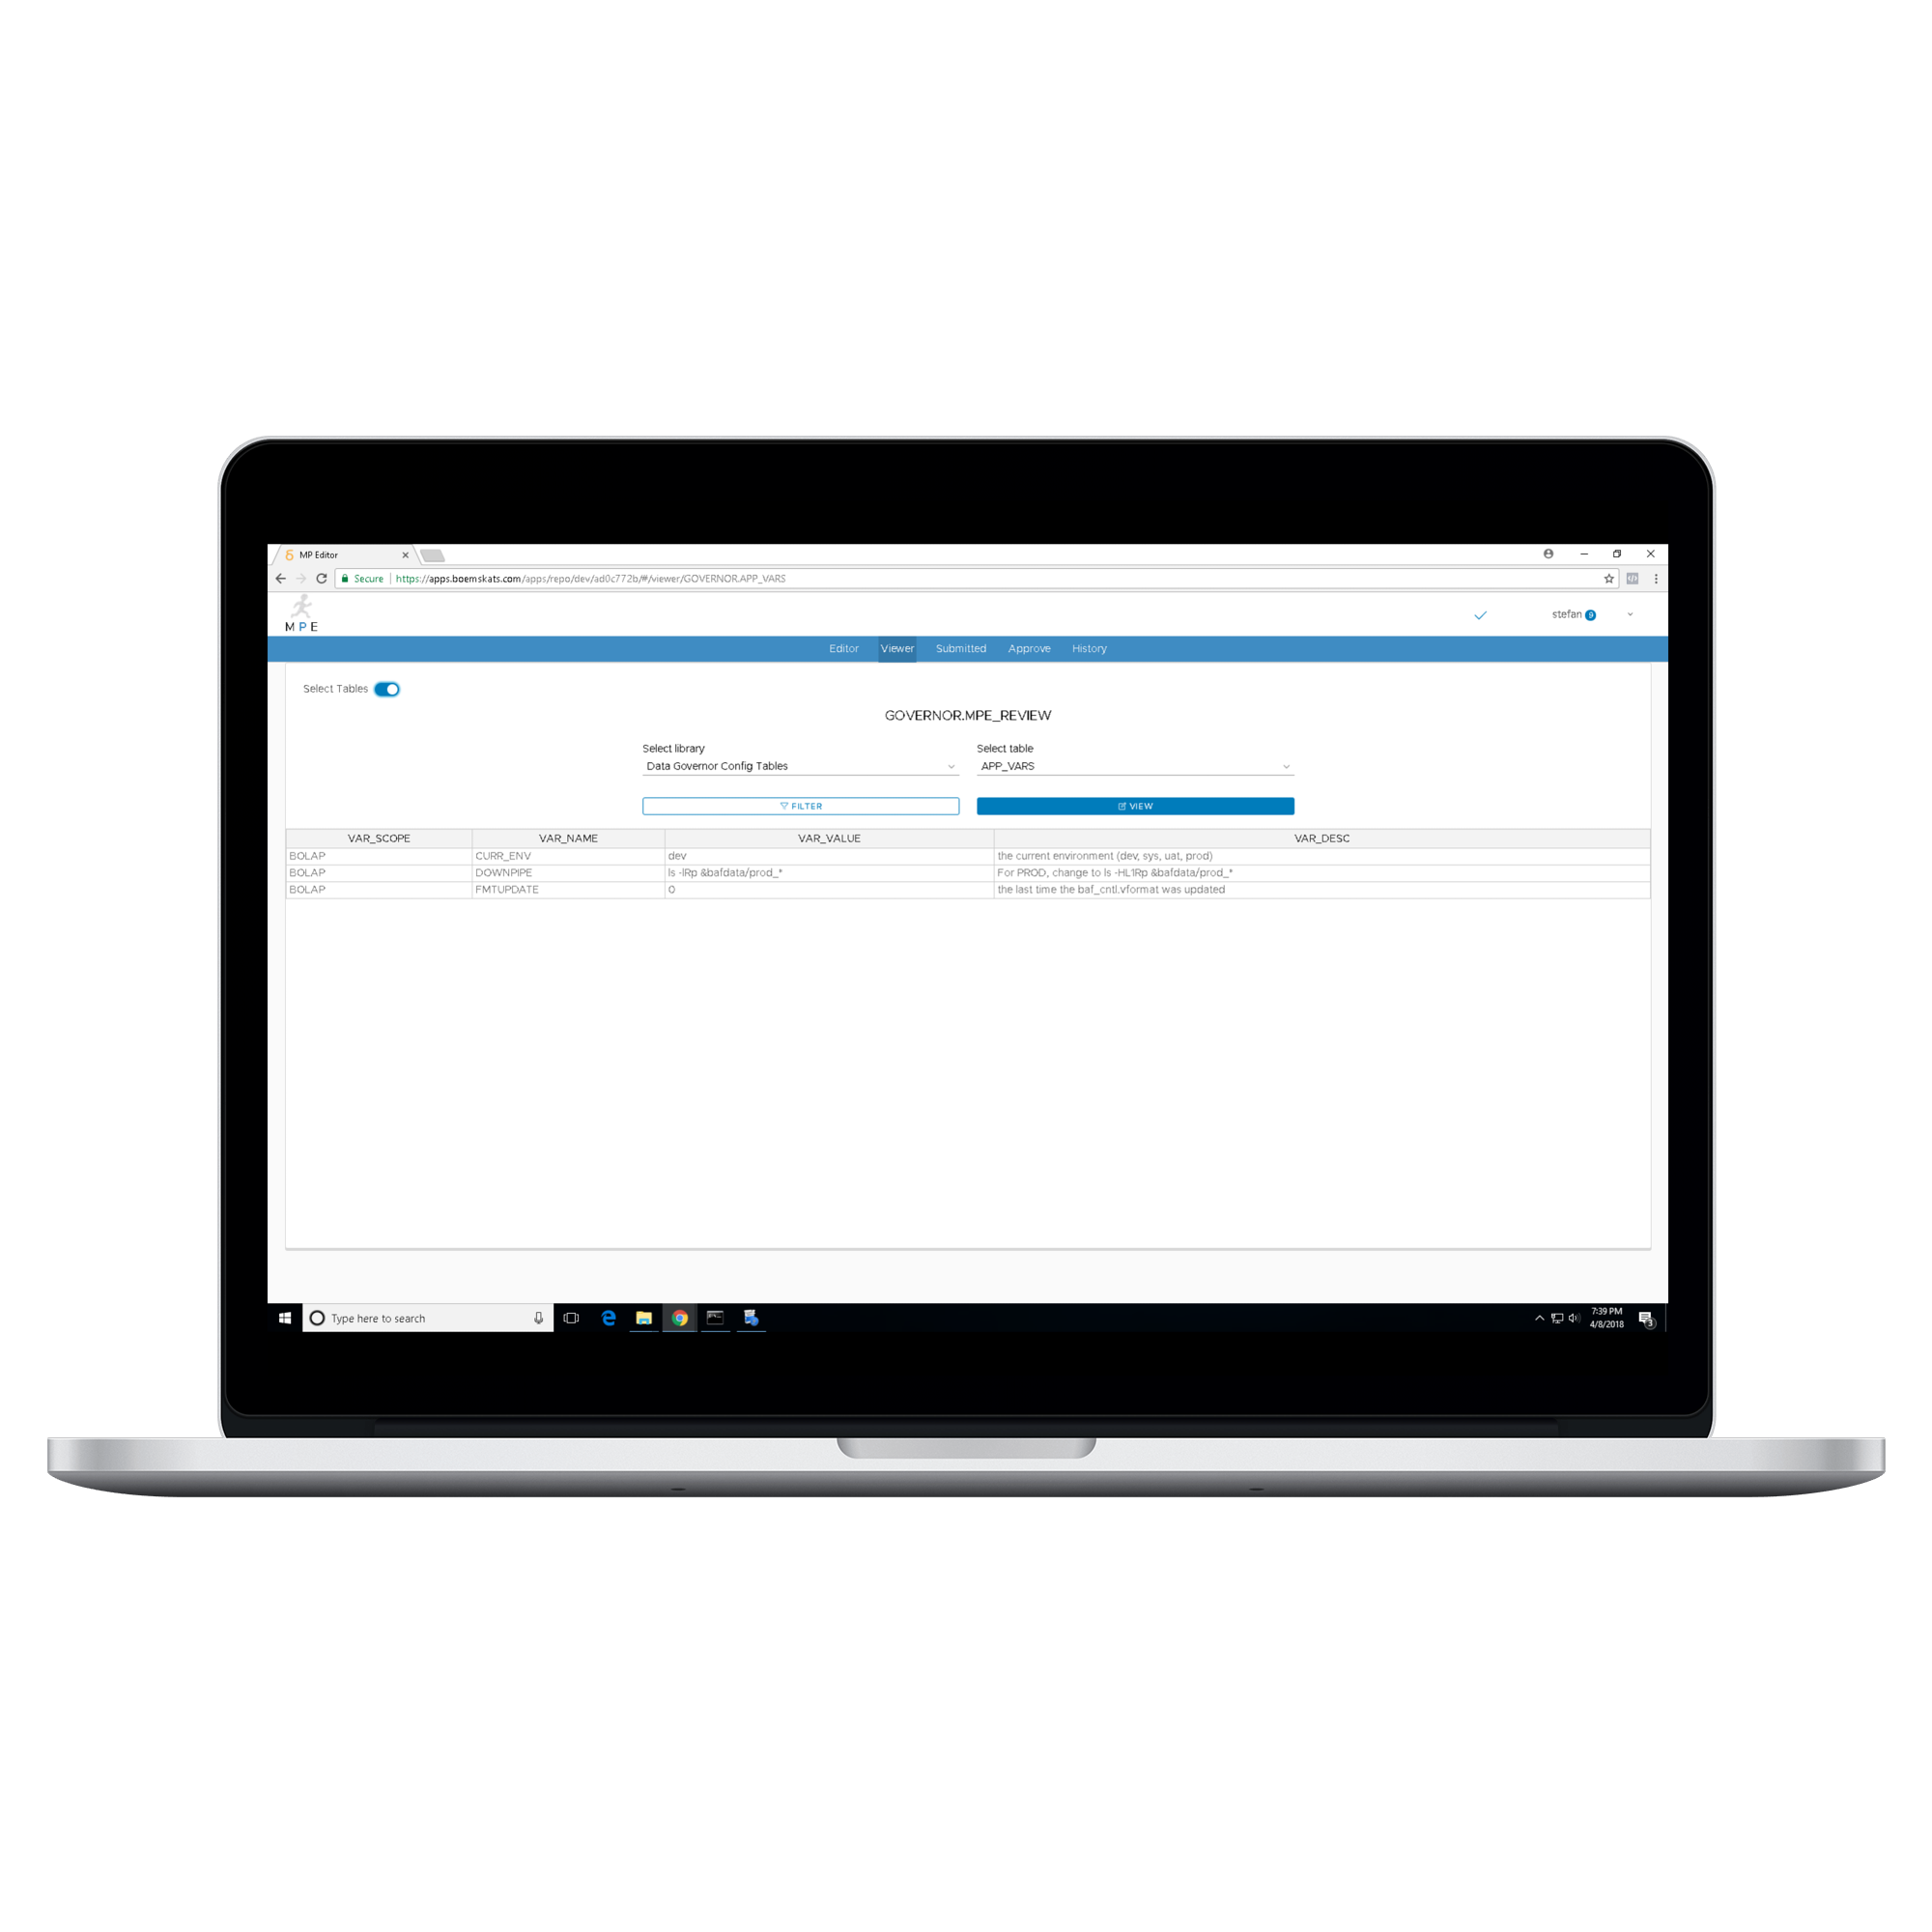 MP Editor
Secure https://apps.boemskats.com/apps/repo/dev/ad0c772b/#/viewer/GOVERNOR.APP_VARS
MPE
stefan 9
Editor Viewer Submitted Approve History
Select Tables
GOVERNOR.MPE_REVIEW
Select library Select table
Data Governor Config Tables APP_VARS
FILTER VIEW
VAR_SCOPE VAR_NAME VAR_VALUE VAR_DESC
BOLAP CURR_ENV dev the current environment (dev, sys, uat, prod)
BOLAP DOWNPIPE ls -lRp &bafdata/prod_* For PROD, change to ls -HL1Rp &bafdata/prod_*
BOLAP FMTUPDATE 0 the last time the baf_cntl.vformat was updated
Type here to search
7:39 PM
4/8/2018
3